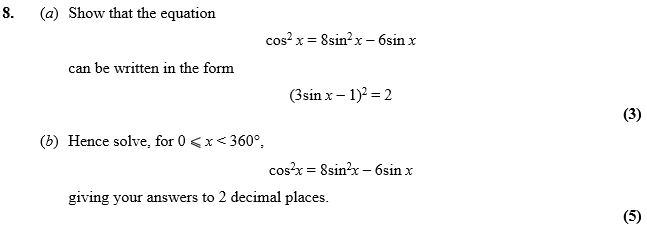 8. (a) Show that the equation
cos² x = 8sin² x – 6sin x
can be written in the form
(3sin x – 1)² = 2
(3)
(b) Hence solve, for 0 ⩽ x < 360°,
cos²x = 8sin²x – 6sin x
giving your answers to 2 decimal places.
(5)